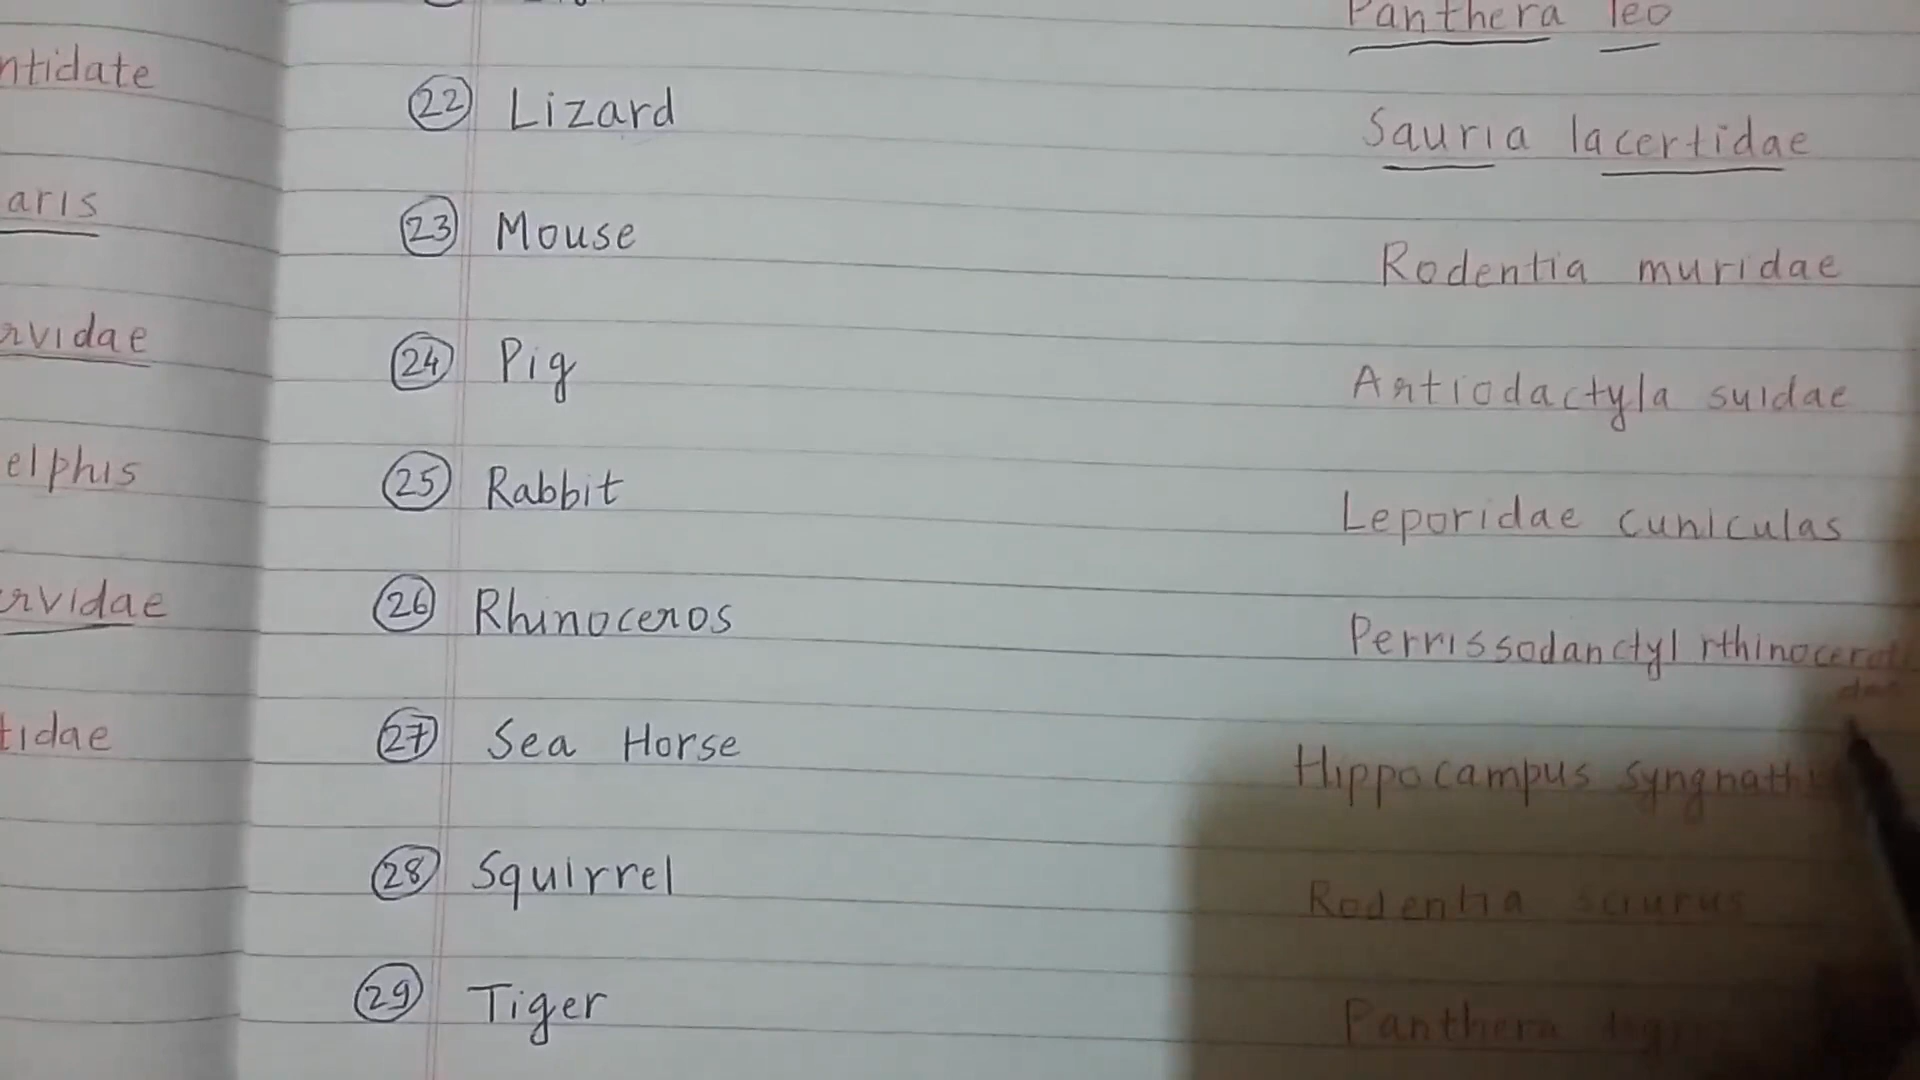 Panthera leo
ntidate
22 Lizard Sauria lacertidae
aris
23 Mouse Rodentia muridae
rvidae
24 Pig Artiodactyla suidae
elphis
25 Rabbit Leporidae cuniculas
rvidae
26 Rhinoceros Perrissodanctyl rthinocerot
tidae
27 Sea Horse Hippocampus syngnath
28 Squirrel Rodentia sciurus
29 Tiger Panthera